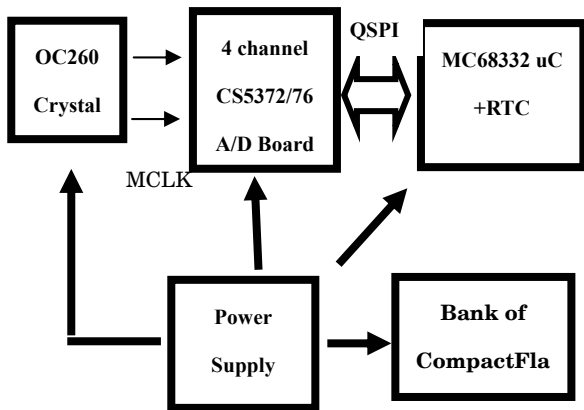 OC260
Crystal
4 channel
CS5372/76
A/D Board
QSPI
MC68332 uC
+RTC
MCLK
Power
Supply
Bank of
CompactFla